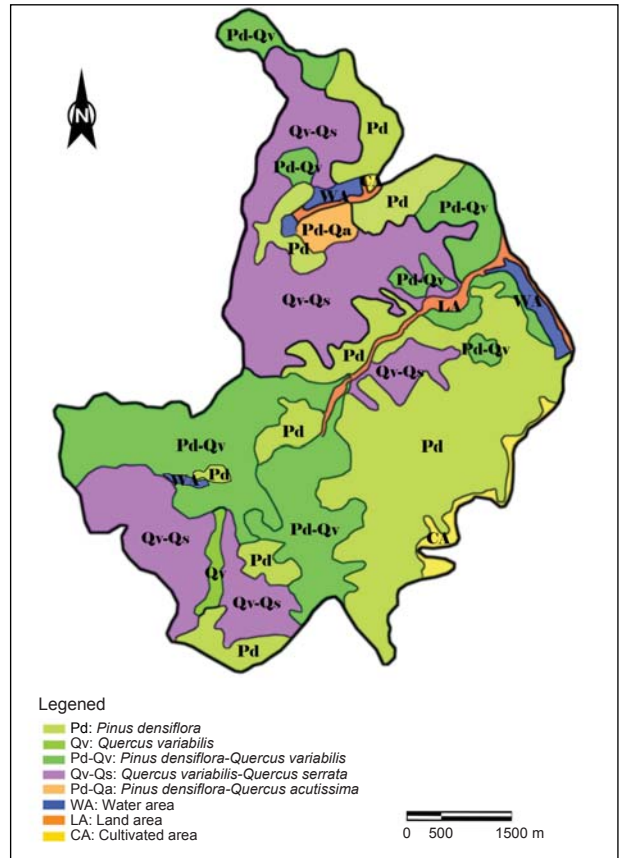 Pd-Qv
N
Pd
Qv-Qs
Pd-Qv
CA
WA
Pd
Pd-Qv
Pd-Qa
Pd
Pd-Qv
Qv-Qs
LA
WA
Pd
Pd-Qv
Qv-Qs
Pd
Pd-Qv
Pd
WA
Pd
Qv-Qs
Pd-Qv
CA
Pd
Qv
Qv-Qs
Pd
Legened
Pd: Pinus densiflora
Qv: Quercus variabilis
Pd-Qv: Pinus densiflora-Quercus variabilis
Qv-Qs: Quercus variabilis-Quercus serrata
Pd-Qa: Pinus densiflora-Quercus acutissima
WA: Water area
LA: Land area
CA: Cultivated area
0 500 1500 m